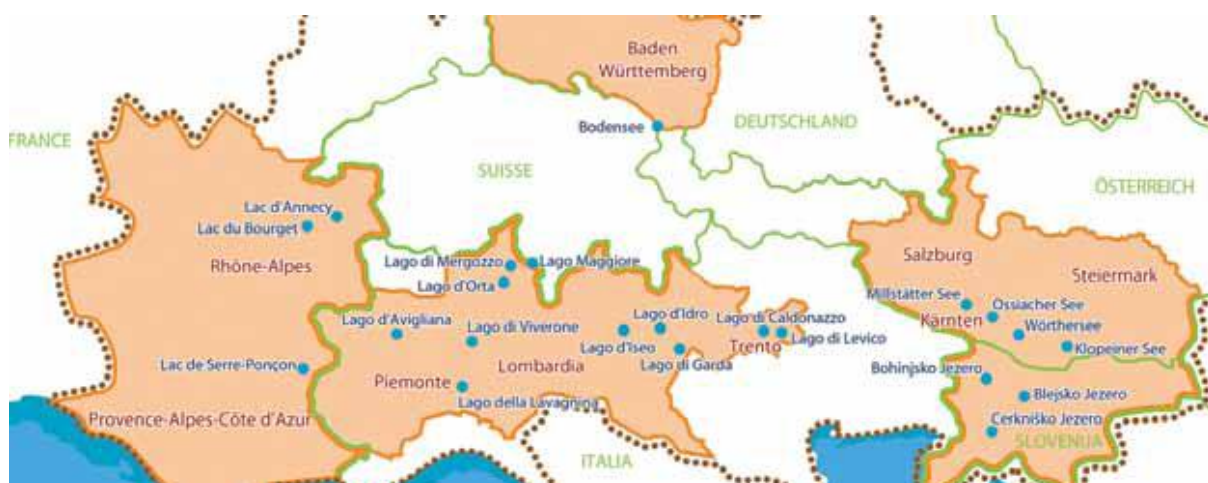 Baden
Württemberg
Bodensee
DEUTSCHLAND
FRANCE
SUISSE
ÖSTERREICH
Lac d'Annecy
Lac du Bourget
Rhône-Alpes
Lago di Mergozzo
Lago Maggiore
Lago d'Orta
Salzburg
Steiermark
Millstätter See
Ossiacher See
Kärnten
Wörthersee
Klopeiner See
Lago d'Avigliana
Lago di Viverone
Lago d'Idro
Lago di Caldonazzo
Lago di Levico
Lago d'Iseo
Trento
Lago di Garda
Lac de Serre-Ponçon
Lombardia
Piemonte
Lago della Lavagnina
Bohinjsko Jezero
Blejsko Jezero
Provence-Alpes-Côte d'Azur
Cerkniško Jezero
SLOVENIJA
ITALIA